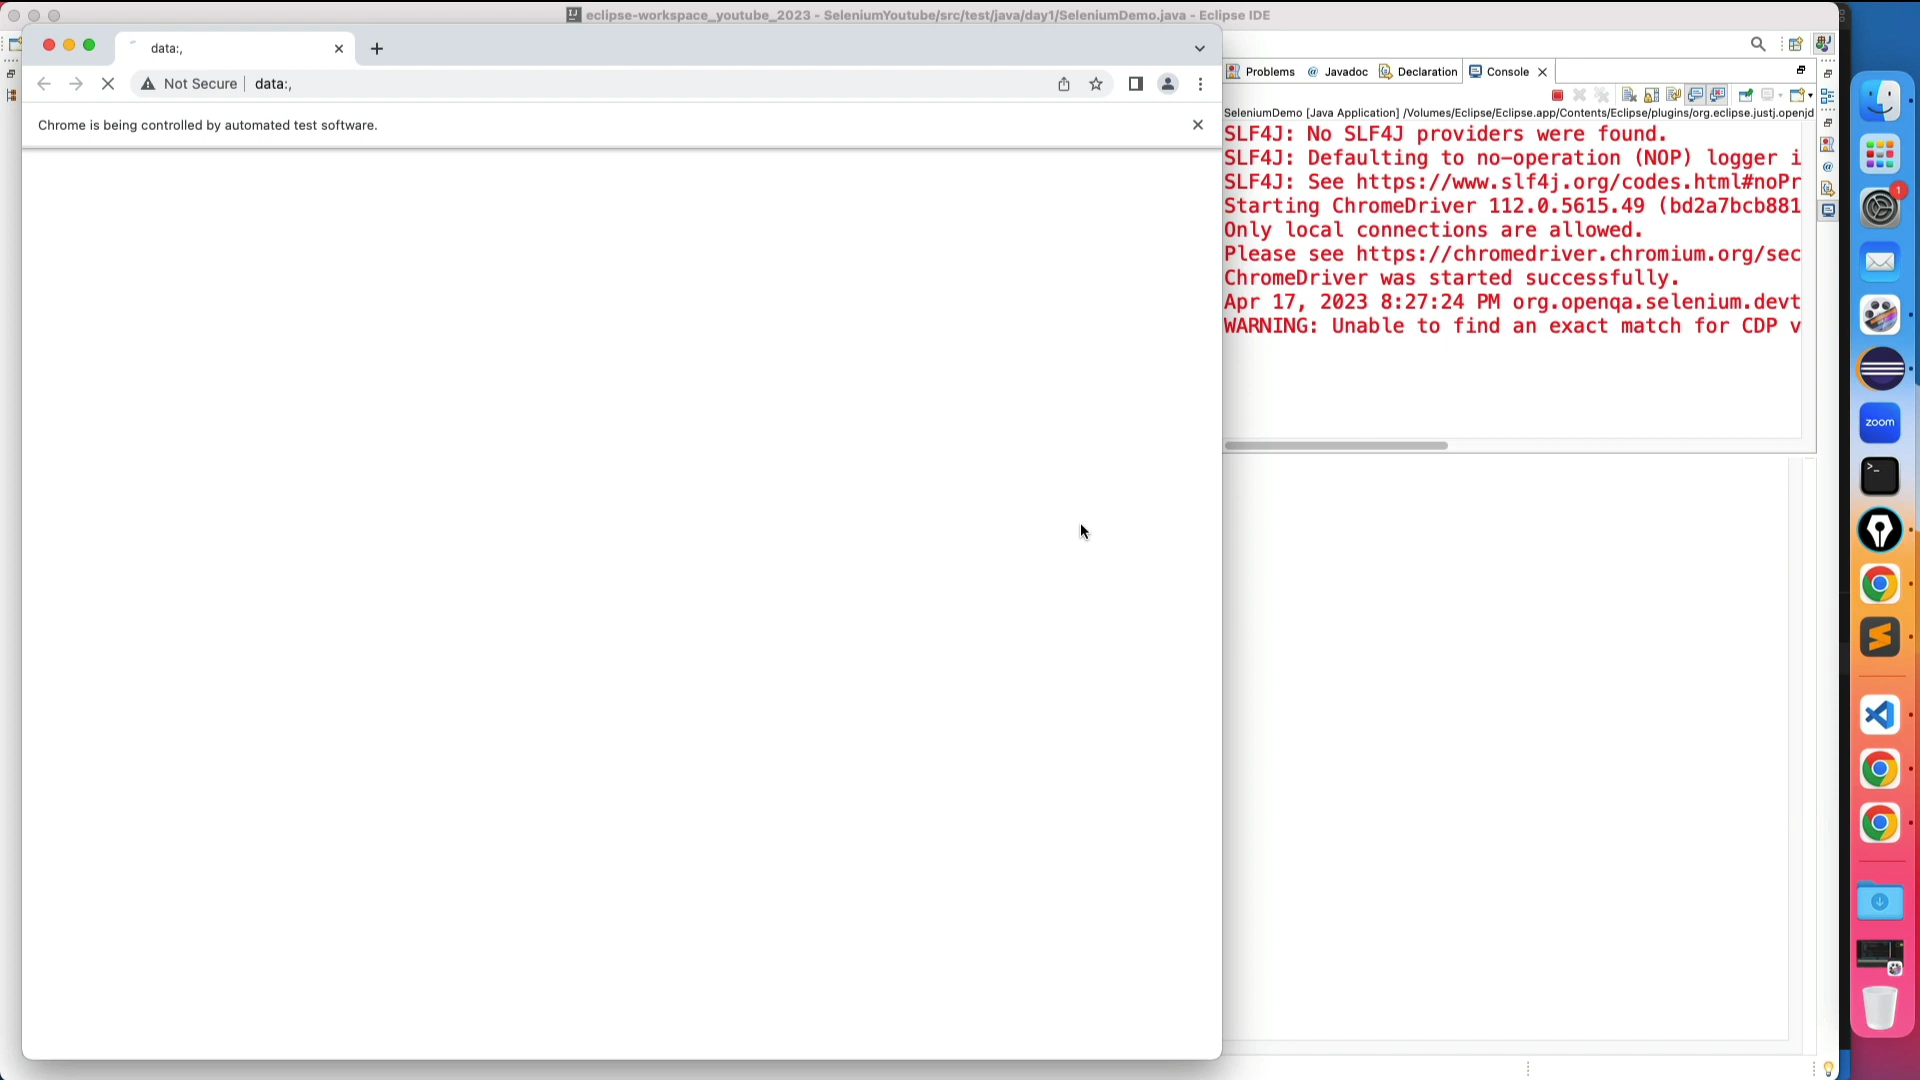 eclipse-workspace_youtube_2023 - SeleniumYoutube/src/test/java/day1/SeleniumDemo.java - Eclipse IDE
data:,
Not Secure
data:,
Chrome is being controlled by automated test software.
Problems
Javadoc
Declaration
Console
SeleniumDemo [Java Application] /Volumes/Eclipse/Eclipse.app/Contents/Eclipse/plugins/org.eclipse.justj.openjd
SLF4J: No SLF4J providers were found.
SLF4J: Defaulting to no-operation (NOP) logger i
SLF4J: See https://www.slf4j.org/codes.html#noPr
Starting ChromeDriver 112.0.5615.49 (bd2a7bcb881
Only local connections are allowed.
Please see https://chromedriver.chromium.org/sec
ChromeDriver was started successfully.
Apr 17, 2023 8:27:24 PM org.openqa.selenium.devt
WARNING: Unable to find an exact match for CDP v
1
zoom